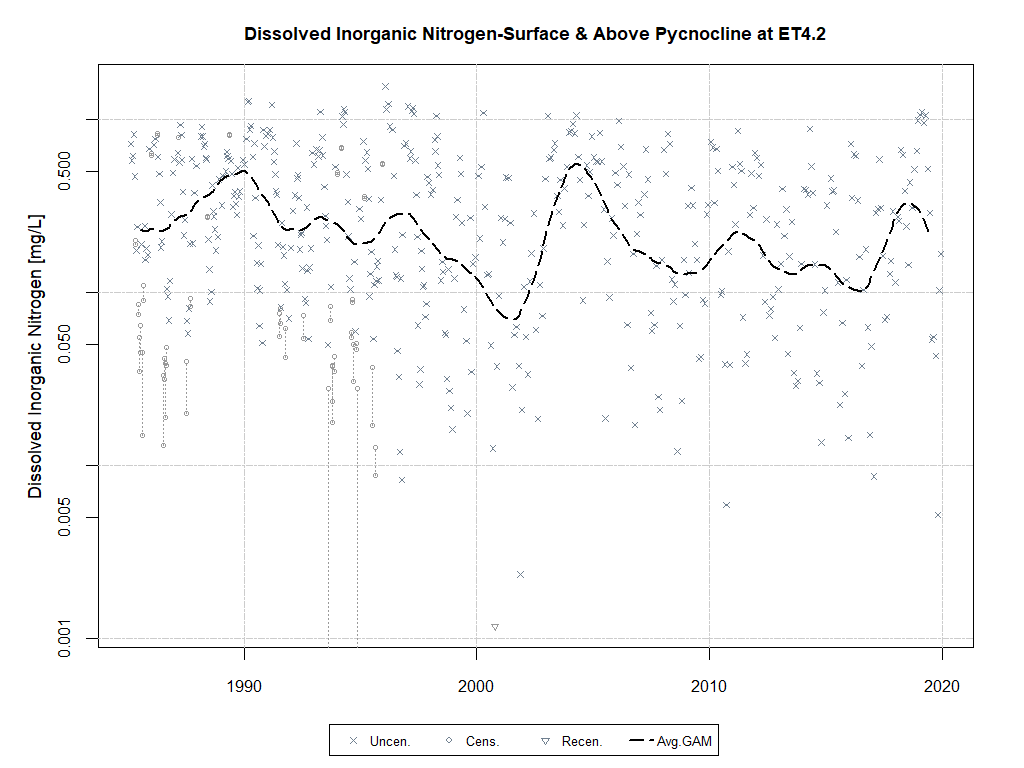 Dissolved Inorganic Nitrogen-Surface & Above Pycnocline at ET4.2
Dissolved Inorganic Nitrogen [mg/L]
0.500
0.050
0.005
0.001
1990 2000 2010 2020
Uncen. Cens. Recen. Avg.GAM